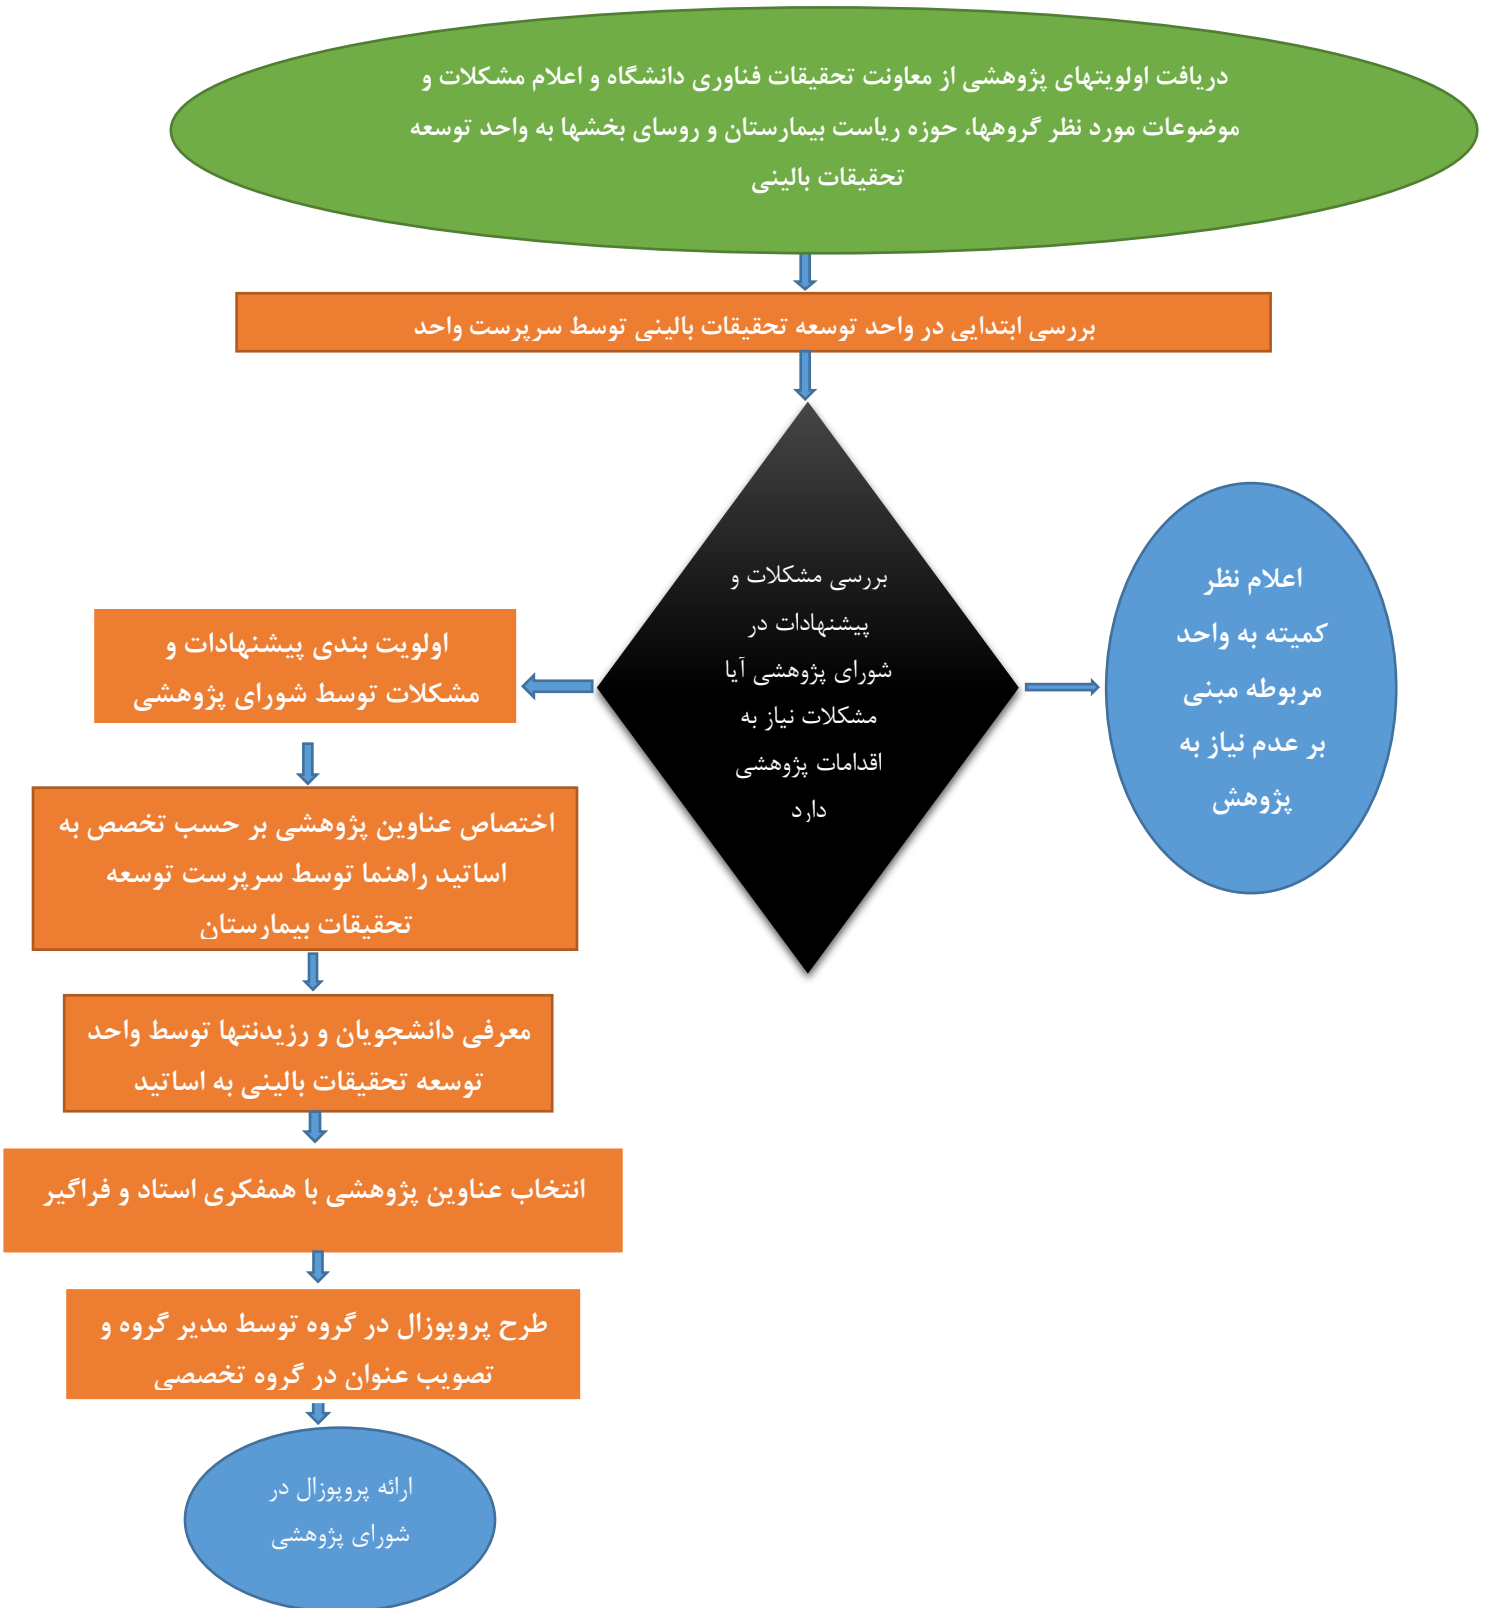 دریافت اولویتهای پژوهشی از معاونت تحقیقات فناوری دانشگاه و اعلام مشکلات و
موضوعات مورد نظر گروهها، حوزه ریاست بیمارستان و روسای بخشها به واحد توسعه
تحقیقات بالینی
بررسی ابتدایی در واحد توسعه تحقیقات بالینی توسط سرپرست واحد
بررسی مشکلات و
پیشنهادات در
شورای پژوهشی آیا
مشکلات نیاز به
اقدامات پژوهشی
دارد
اعلام نظر
کمیته به واحد
مربوطه مبنی
بر عدم نیاز به
پژوهش
اولویت بندی پیشنهادات و
مشکلات توسط شورای پژوهشی
اختصاص عناوین پژوهشی بر حسب تخصص به
اساتید راهنما توسط سرپرست توسعه
تحقیقات بیمارستان
معرفی دانشجویان و رزیدنتها توسط واحد
توسعه تحقیقات بالینی به اساتید
انتخاب عناوین پژوهشی با همفکری استاد و فراگیر
طرح پروپوزال در گروه توسط مدیر گروه و
تصویب عنوان در گروه تخصصی
ارائه پروپوزال در
شورای پژوهشی